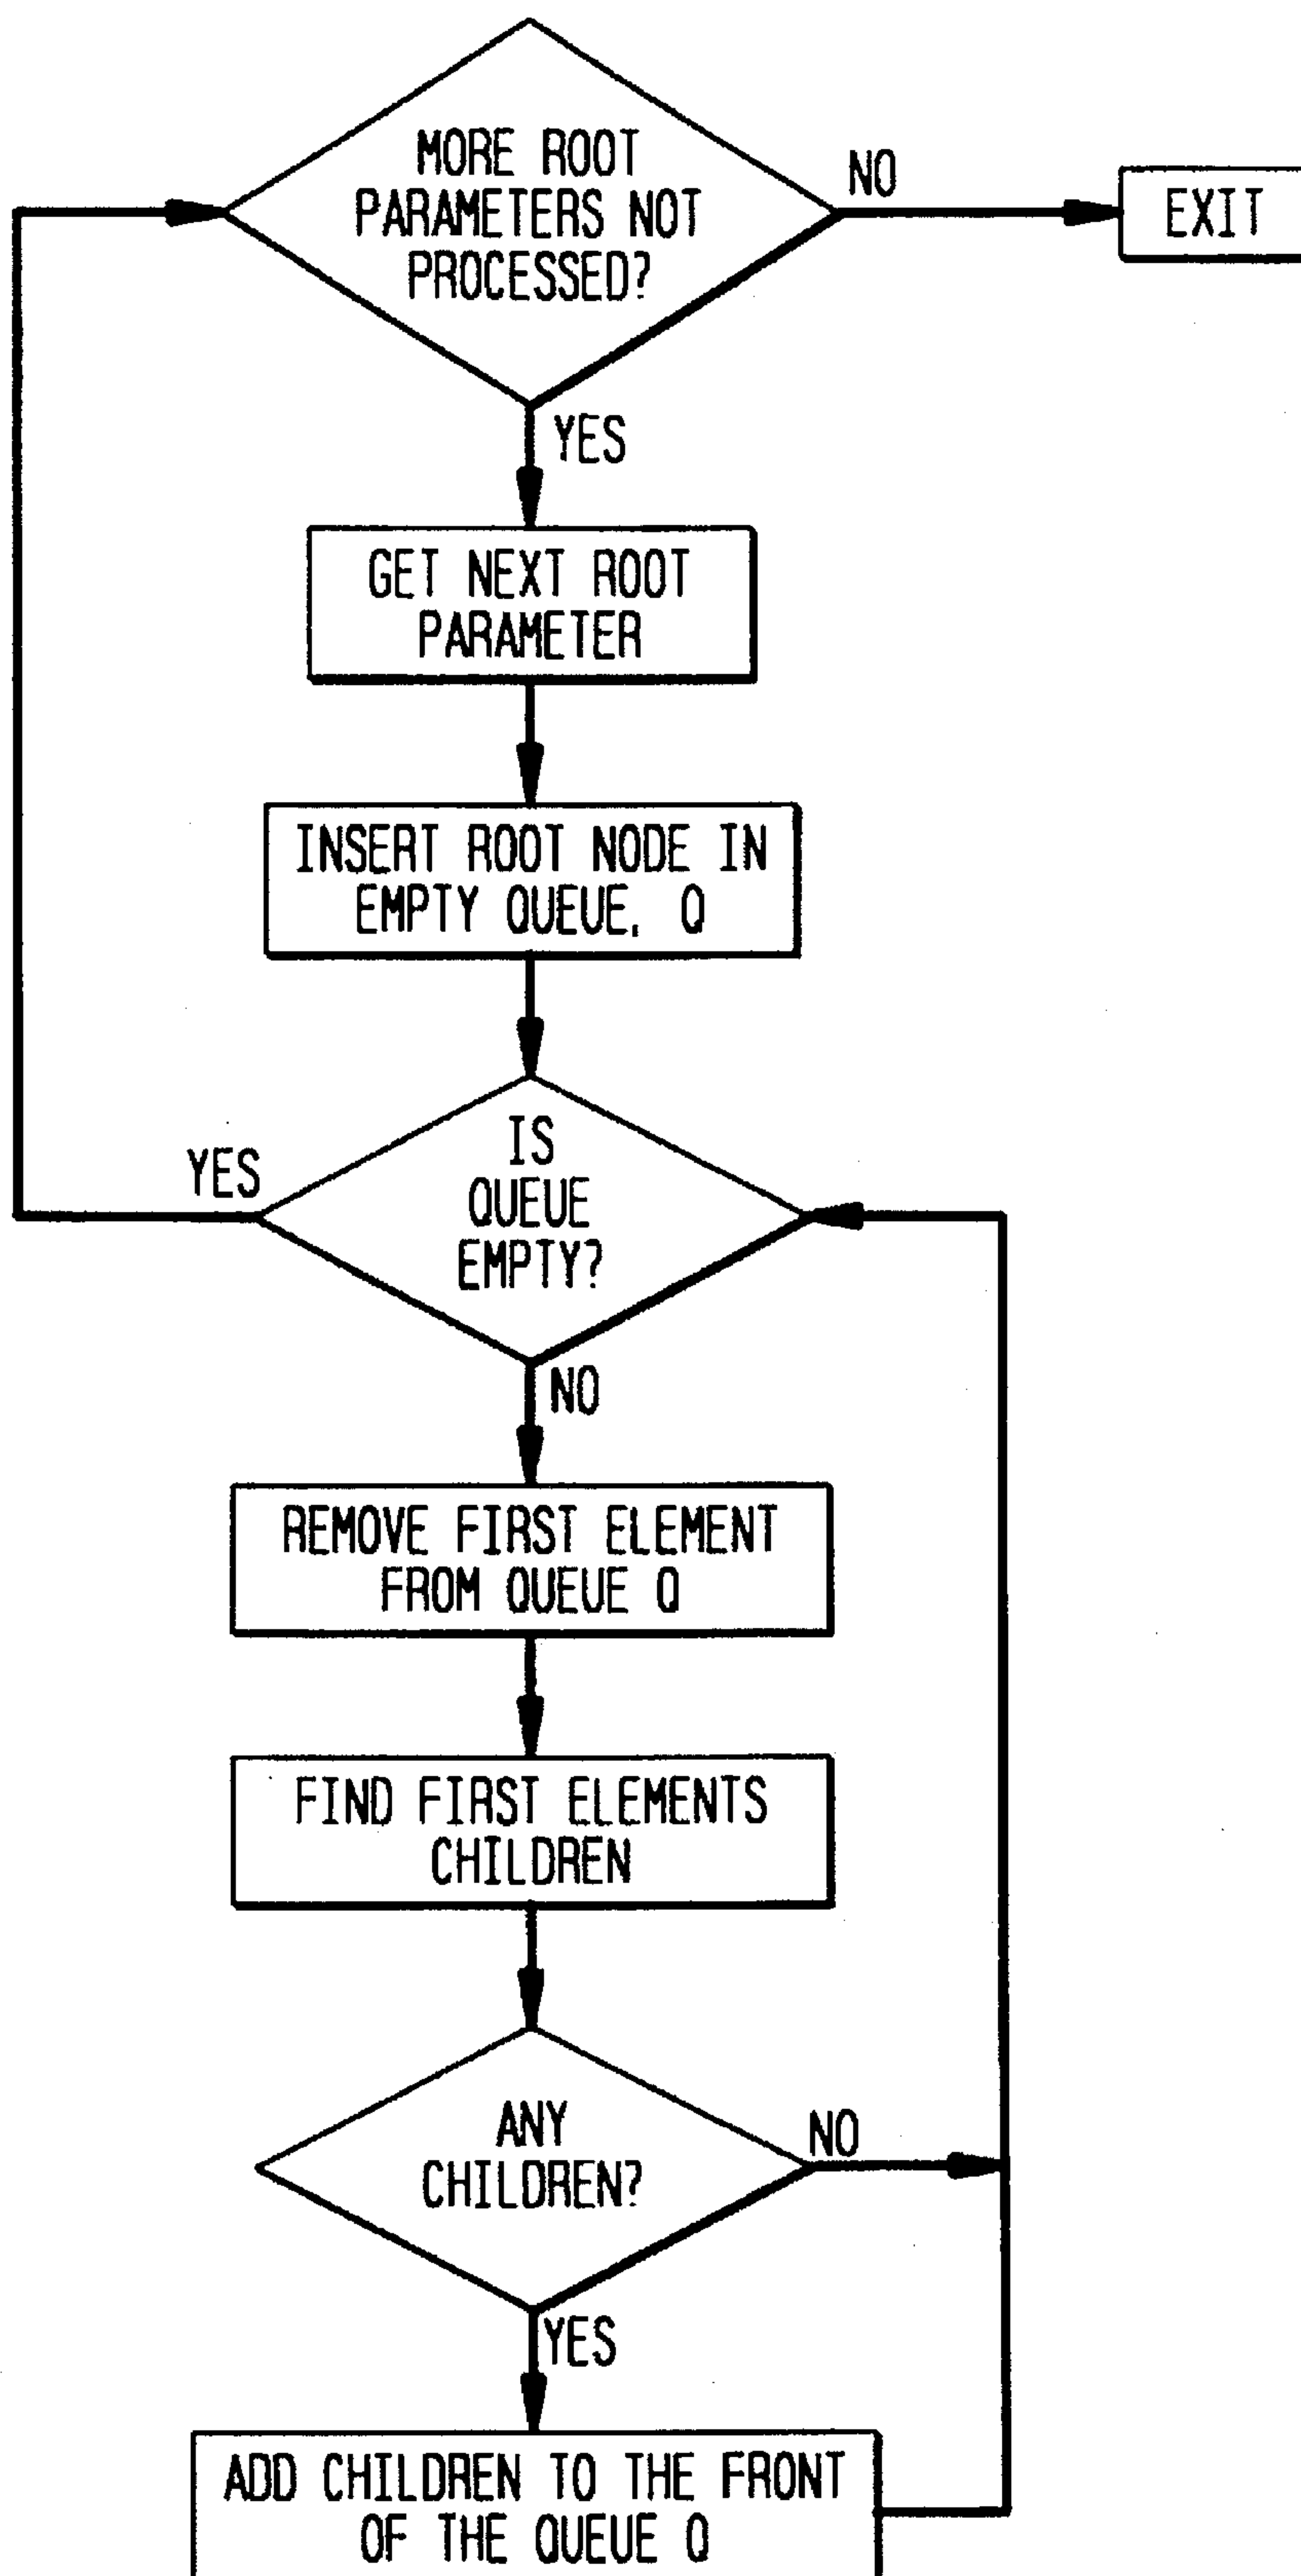 MORE ROOT
PARAMETERS NOT
PROCESSED?
NO
EXIT
YES
GET NEXT ROOT
PARAMETER
INSERT ROOT NODE IN
EMPTY QUEUE, Q
IS
QUEUE
EMPTY?
YES
NO
REMOVE FIRST ELEMENT
FROM QUEUE Q
FIND FIRST ELEMENTS
CHILDREN
ANY
CHILDREN?
NO
YES
ADD CHILDREN TO THE FRONT
OF THE QUEUE Q